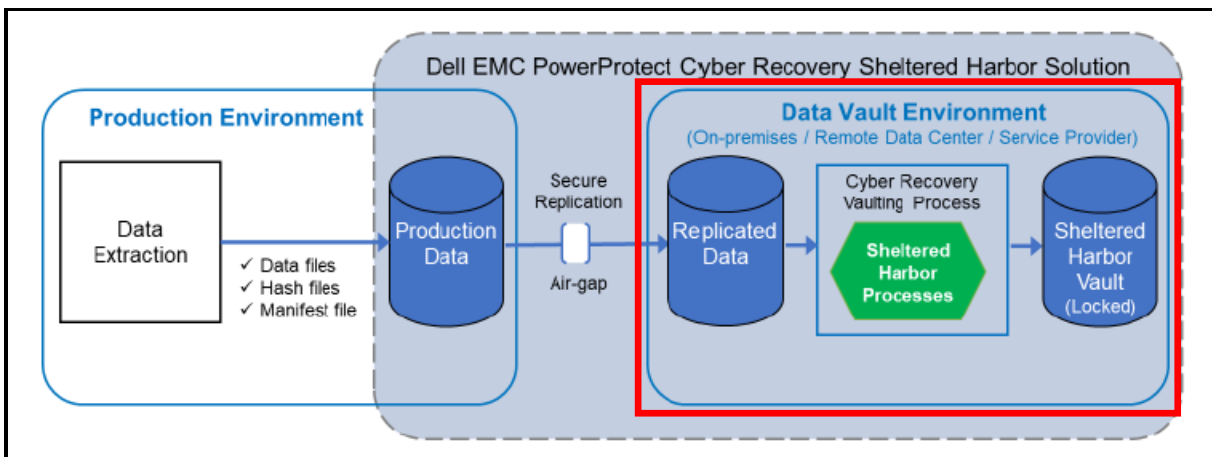 Dell EMC PowerProtect Cyber Recovery Sheltered Harbor Solution
Production Environment
Data Vault Environment
(On-premises / Remote Data Center / Service Provider)
Data
Extraction
✓ Data files
✓ Hash files
✓ Manifest file
Production
Data
Secure
Replication
Air-gap
Replicated
Data
Cyber Recovery
Vaulting Process
Sheltered
Harbor
Processes
Sheltered
Harbor
Vault
(Locked)